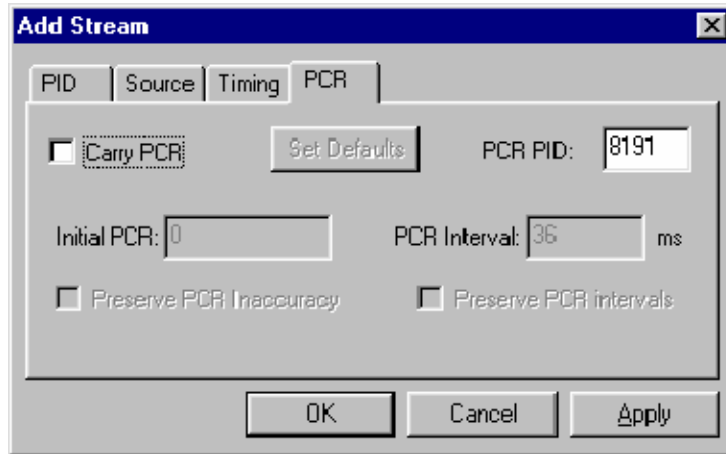 Add Stream
PID Source Timing PCR
Carry PCR Set Defaults PCR PID: 8191
Initial PCR: 0 PCR Interval: 36 ms
Preserve PCR Inaccuracy Preserve PCR intervals
OK Cancel Apply